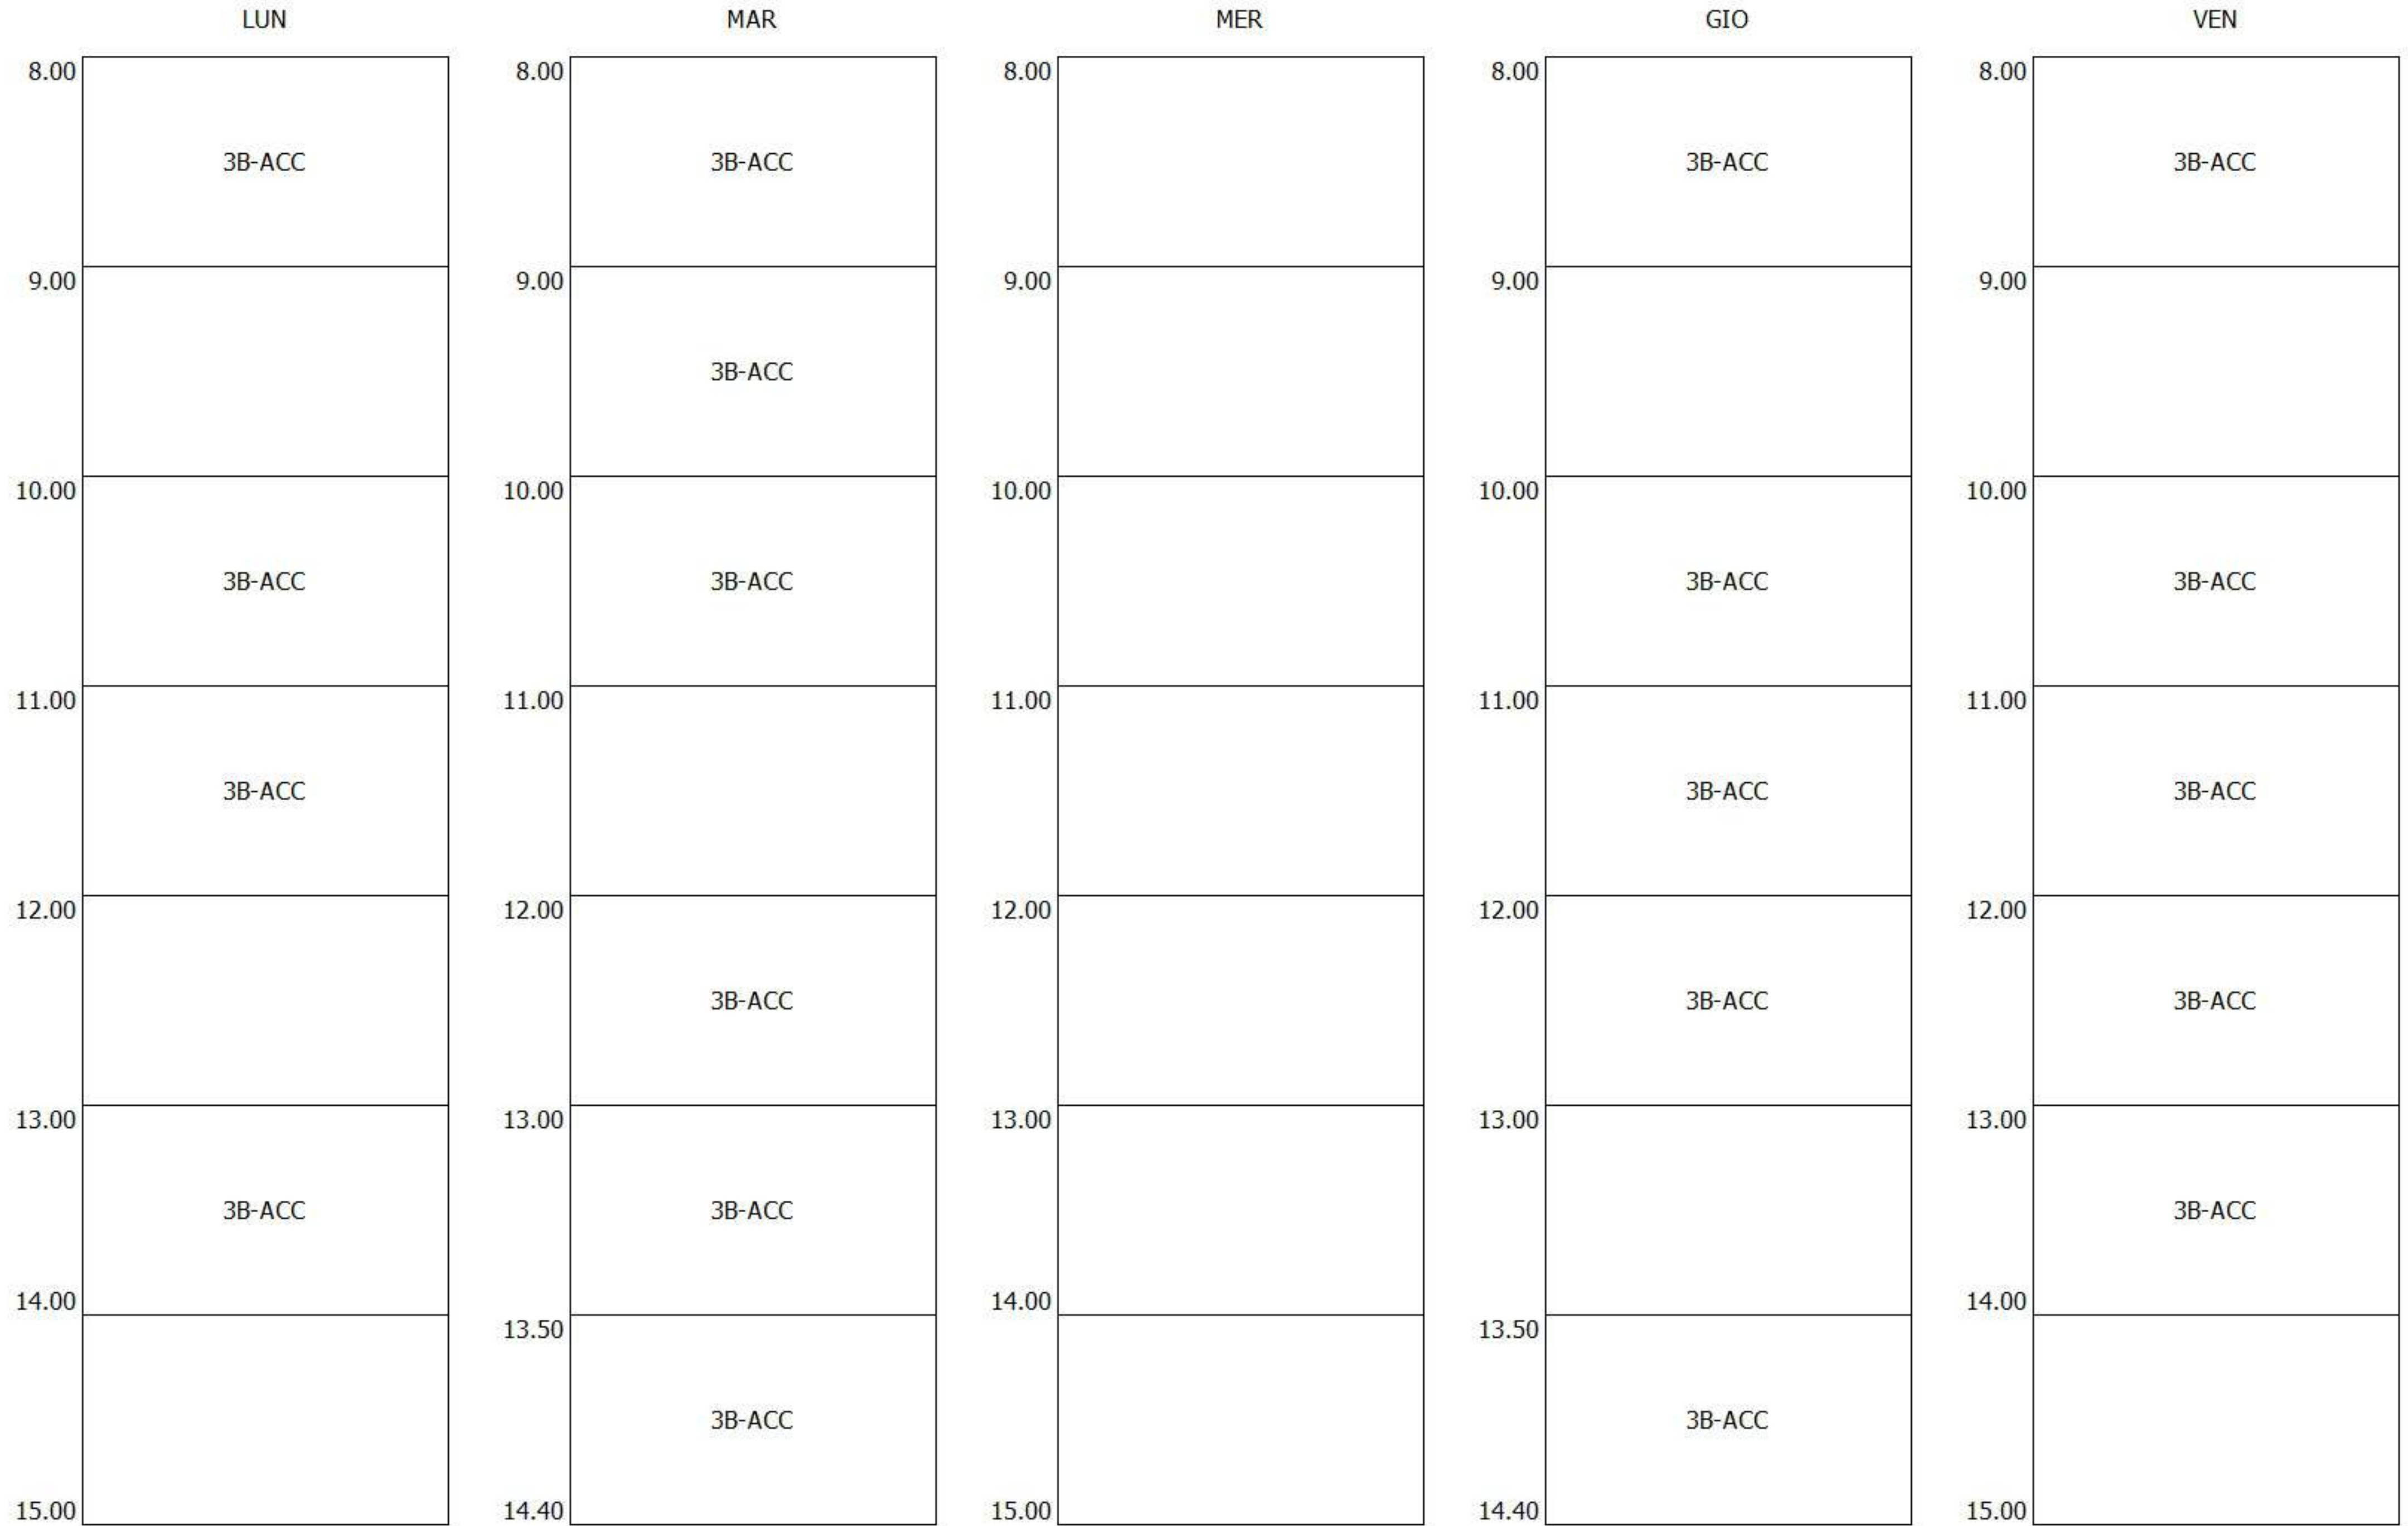 LUN MAR MER GIO VEN
8.00 8.00 8.00 8.00 8.00
3B-ACC 3B-ACC 3B-ACC 3B-ACC
9.00 9.00 9.00 9.00 9.00
3B-ACC
10.00 10.00 10.00 10.00 10.00
3B-ACC 3B-ACC 3B-ACC 3B-ACC
11.00 11.00 11.00 11.00 11.00
3B-ACC 3B-ACC 3B-ACC
12.00 12.00 12.00 12.00 12.00
3B-ACC 3B-ACC 3B-ACC
13.00 13.00 13.00 13.00 13.00
3B-ACC 3B-ACC 3B-ACC
14.00 14.00 14.00
13.50 13.50
3B-ACC 3B-ACC
15.00 14.40 15.00 14.40 15.00